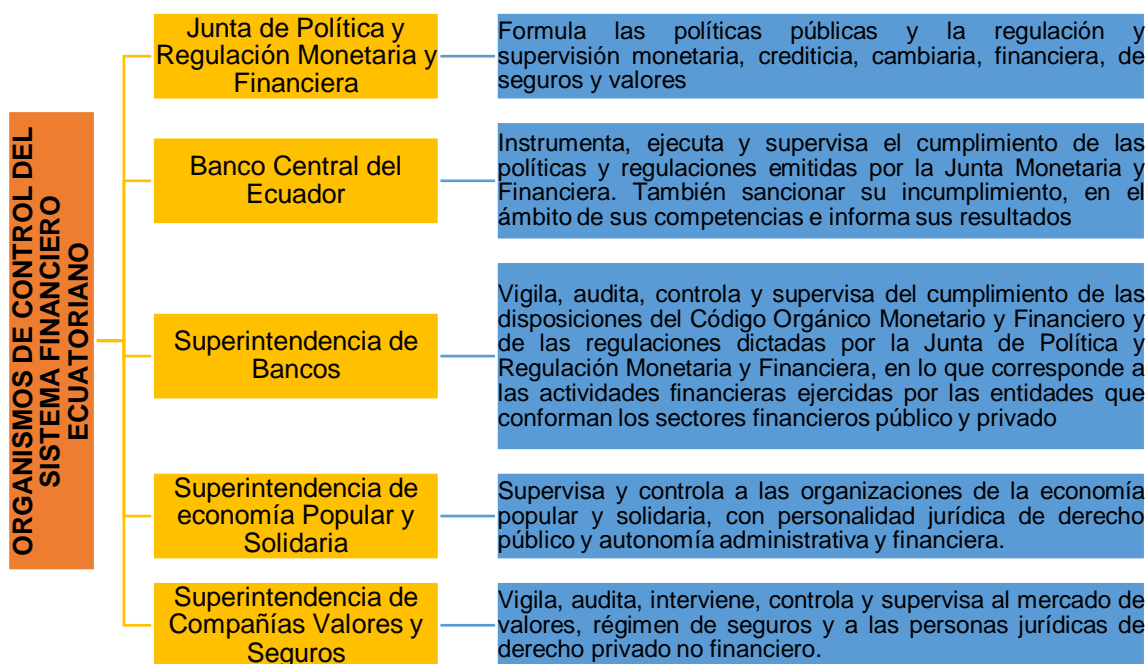 ORGANISMOS DE CONTROL DEL
SISTEMA FINANCIERO
ECUATORIANO
Junta de Política y
Regulación Monetaria y
Financiera
Formula las políticas públicas y la regulación y
supervisión monetaria, crediticia, cambiaria, financiera, de
seguros y valores
Banco Central del
Ecuador
Instrumenta, ejecuta y supervisa el cumplimiento de las
políticas y regulaciones emitidas por la Junta Monetaria y
Financiera. También sancionar su incumplimiento, en el
ámbito de sus competencias e informa sus resultados
Superintendencia de
Bancos
Vigila, audita, controla y supervisa del cumplimiento de las
disposiciones del Código Orgánico Monetario y Financiero y
de las regulaciones dictadas por la Junta de Política y
Regulación Monetaria y Financiera, en lo que corresponde a
las actividades financieras ejercidas por las entidades que
conforman los sectores financieros público y privado
Superintendencia de
economía Popular y
Solidaria
Supervisa y controla a las organizaciones de la economía
popular y solidaria, con personalidad jurídica de derecho
público y autonomía administrativa y financiera.
Superintendencia de
Compañías Valores y
Seguros
Vigila, audita, interviene, controla y supervisa al mercado de
valores, régimen de seguros y a las personas jurídicas de
derecho privado no financiero.